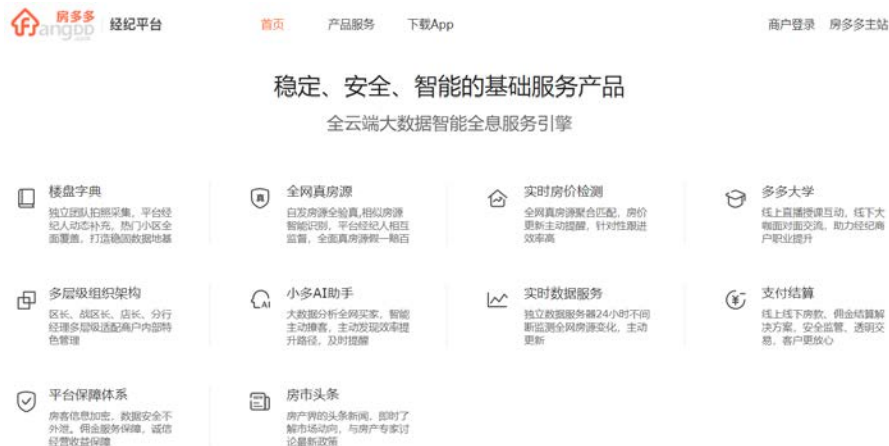 房多多
angDD
经纪平台
首页
产品服务
下载App
商户登录
房多多主站
稳定、安全、智能的基础服务产品
全云端大数据智能全息服务引擎
楼盘字典
独立团队拍照采集，平台经
纪人动态补充，热门小区全
面覆盖，打造稳固数据地基
真
全网真房源
自发房源全验真,相似房源
智能识别，平台经纪人相互
监督，全面真房源假一赔百
实时房价检测
全网真房源聚合匹配，房价
更新主动提醒，针对性跟进
效率高
多多大学
线上直播授课互动，线下大
咖面对面交流，助力经纪商
户职业提升
多层级组织架构
区长、战区长、店长、分行
经理多层级适配商户内部特
色管理
AI
小多AI助手
大数据分析全网买家，智能
主动撞客，主动发现效率提
升路径，及时提醒
实时数据服务
独立数据服务器24小时不间
断监测全网房源变化，主动
更新
¥
支付结算
线上线下房款、佣金结算解
决方案，安全监管、透明交
易，客户更放心
平台保障体系
房客信息加密，数据安全不
外泄。佣金服务保障，诚信
经营收益保障
房市头条
房产界的头条新闻，即时了
解市场动向，与房产专家讨
论最新政策